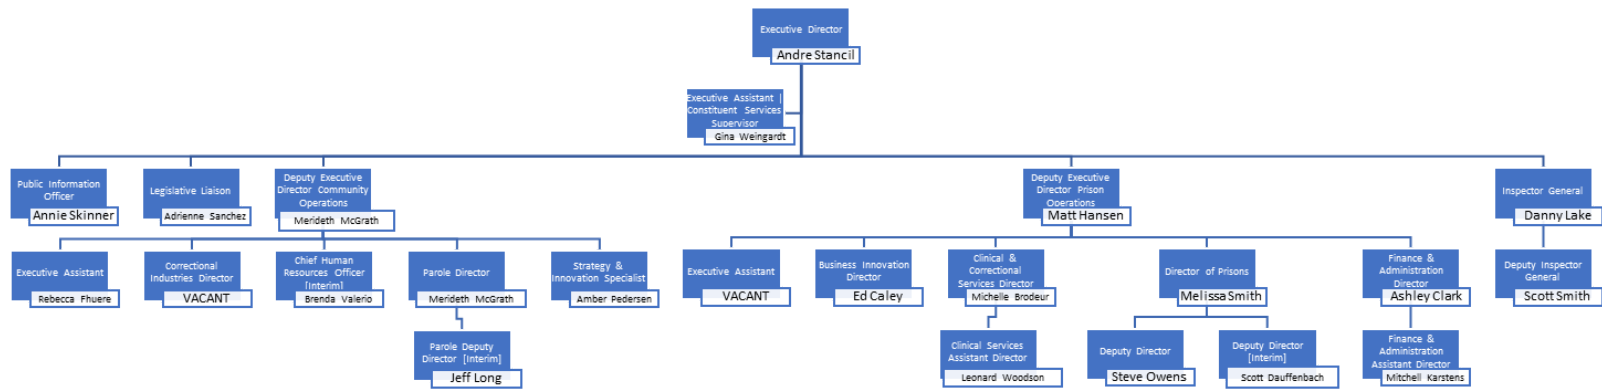 Executive Director
Andre Stancil
Executive Assistant |
Constituent Services
Supervisor
Gina Weingardt
Public Information
Officer
Annie Skinner
Legislative Liaison
Adrienne Sanchez
Deputy Executive
Director Community
Operations
Merideth McGrath
Deputy Executive
Director Prison
Operations
Matt Hansen
Inspector General
Danny Lake
Executive Assistant
Rebecca Fhuere
Correctional
Industries Director
VACANT
Chief Human
Resources Officer
[Interim]
Brenda Valerio
Parole Director
Merideth McGrath
Strategy &
Innovation Specialist
Amber Pedersen
Executive Assistant
VACANT
Business Innovation
Director
Ed Caley
Clinical &
Correctional
Services Director
Michelle Brodeur
Director of Prisons
Melissa Smith
Finance &
Administration
Director
Ashley Clark
Deputy Inspector
General
Scott Smith
Parole Deputy
Director [Interim]
Jeff Long
Clinical Services
Assistant Director
Leonard Woodson
Deputy Director
Steve Owens
Deputy Director
[Interim]
Scott Dauffenbach
Finance &
Administration
Assistant Director
Mitchell Karstens